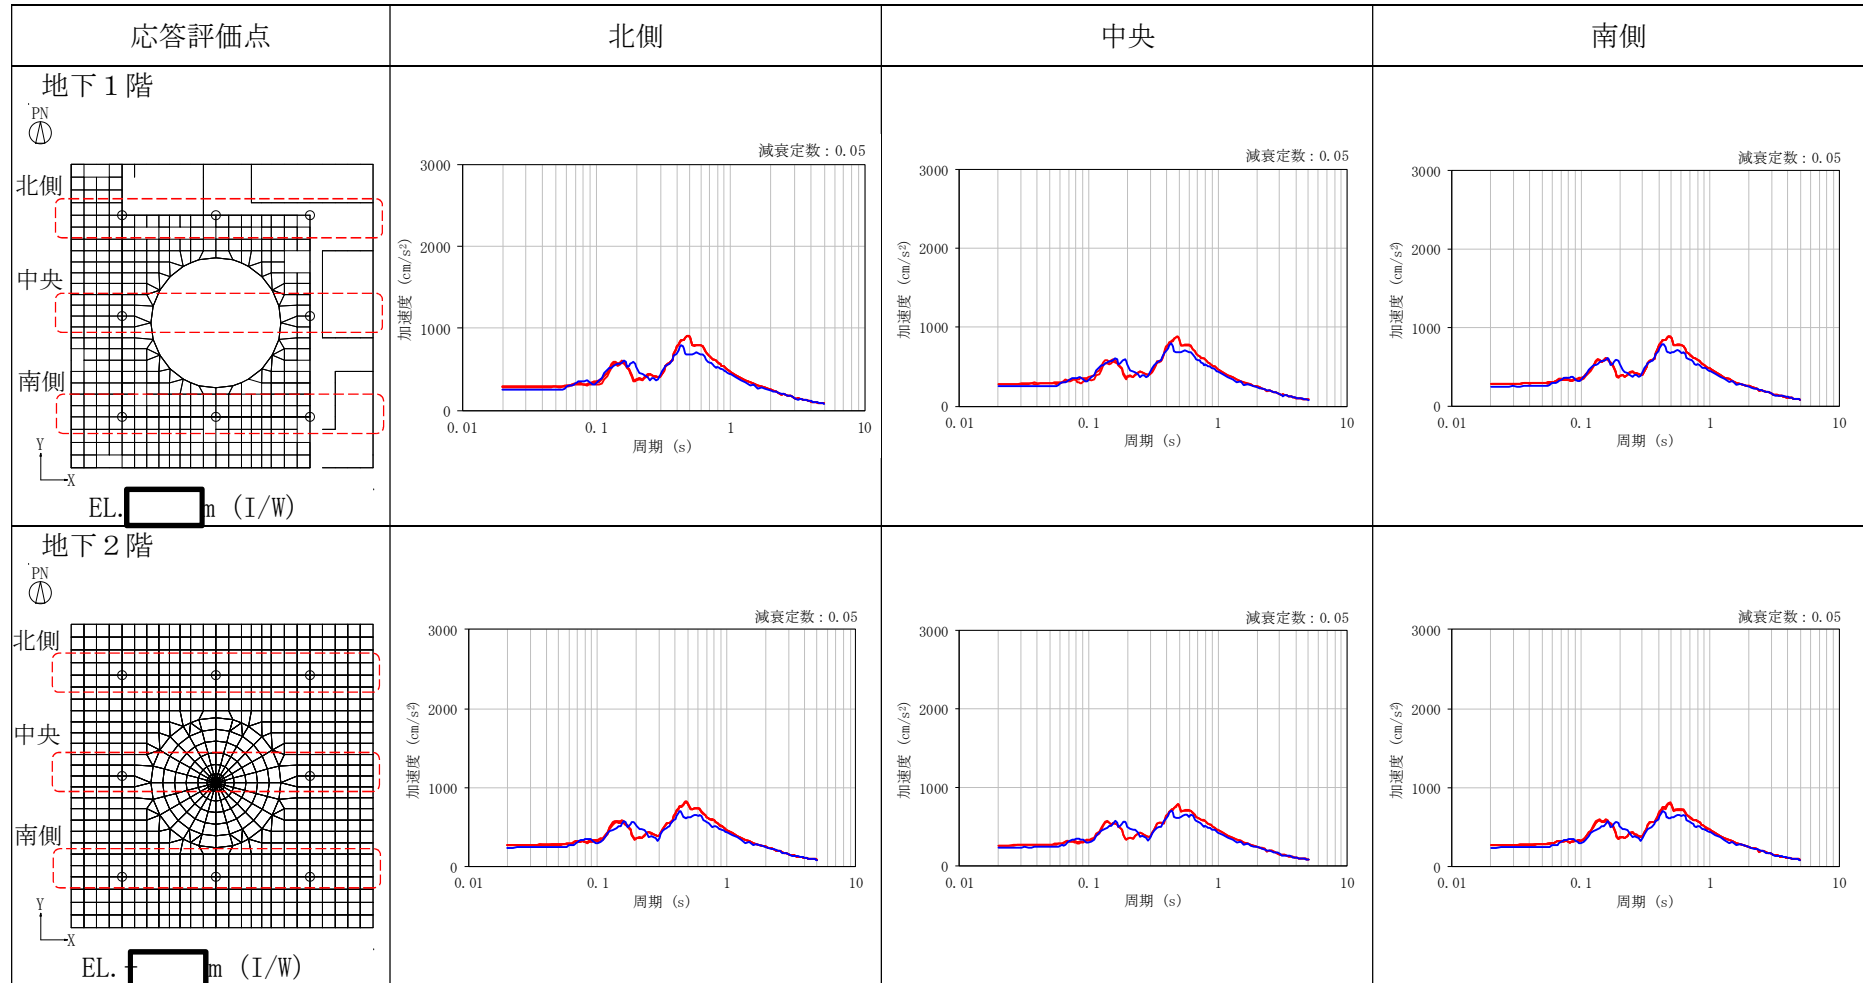 応答評価点
北側
中央
南側
地下１階
PN
北側
中央
南側
Y
X
EL. m (I/W)
減衰定数：0.05
3000
2000
1000
0
加速度 (cm/s²)
0.01
0.1
1
10
周期 (s)
減衰定数：0.05
3000
2000
1000
0
加速度 (cm/s²)
0.01
0.1
1
10
周期 (s)
減衰定数：0.05
3000
2000
1000
0
加速度 (cm/s²)
0.01
0.1
1
10
周期 (s)
地下２階
PN
北側
中央
南側
Y
X
EL. m (I/W)
減衰定数：0.05
3000
2000
1000
0
加速度 (cm/s²)
0.01
0.1
1
10
周期 (s)
減衰定数：0.05
3000
2000
1000
0
加速度 (cm/s²)
0.01
0.1
1
10
周期 (s)
減衰定数：0.05
3000
2000
1000
0
加速度 (cm/s²)
0.01
0.1
1
10
周期 (s)